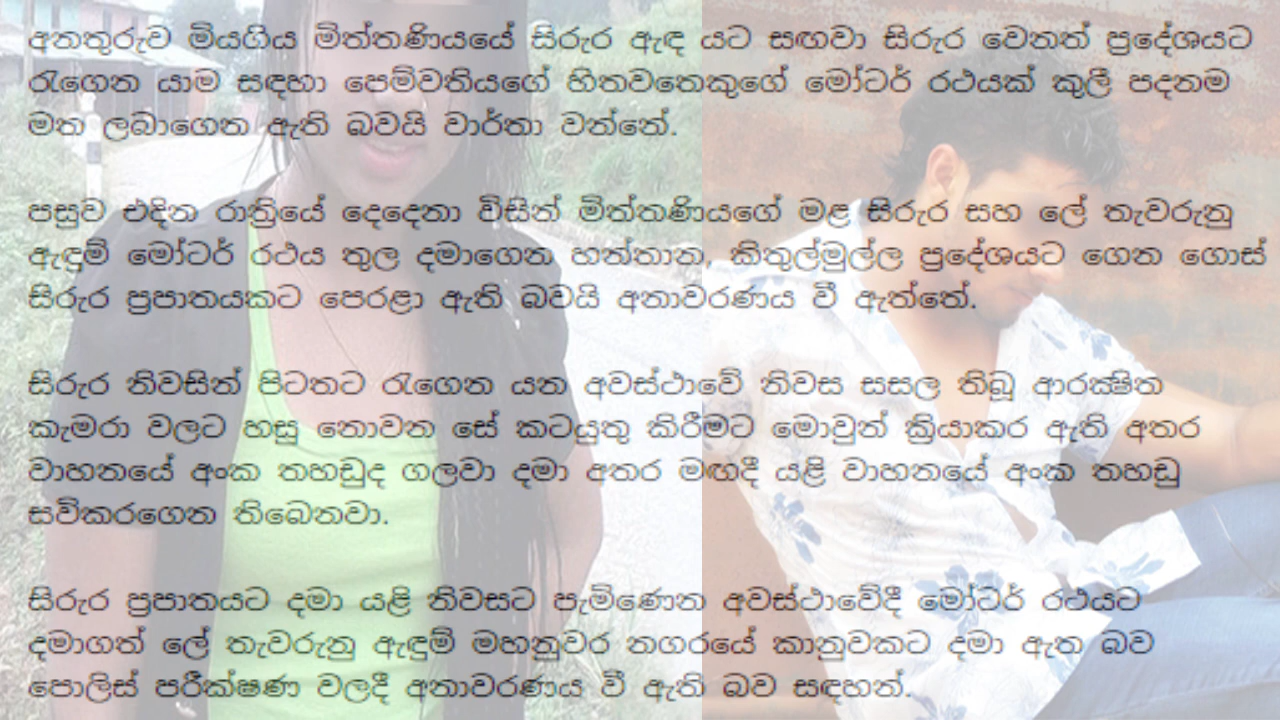 අනතුරුව මියගිය මිත්තණියයේ සිරුර ඇඳ යට සඟවා සිරුර වෙනත් ප්‍රදේශයට
රැගෙන යාම සඳහා පෙම්වතියගේ හිතවතෙකුගේ මෝටර් රථයක් කුලී පදනම
මත ලබාගෙන ඇති බවයි වාර්තා වන්නේ.
පසුව එදින රාත්‍රියේ දෙදෙනා විසින් මිත්තණියගේ මළ සිරුර සහ ලේ තැවරුනු
ඇඳුම් මෝටර් රථය තුල දමාගෙන හන්තාන, කිතුල්මුල්ල ප්‍රදේශයට ගෙන ගොස්
සිරුර ප්‍රපාතයකට පෙරළා ඇති බවයි අනාවරණය වී ඇත්තේ.
සිරුර නිවසින් පිටතට රැගෙන යන අවස්ථාවේ නිවස සසල තිබූ ආරක්‍ෂිත
කැමරා වලට හසු නොවන සේ කටයුතු කිරීමට මොවුන් ක්‍රියාකර ඇති අතර
වාහනයේ අංක තහඩුද ගලවා දමා අතර මඟදී යළි වාහනයේ අංක තහඩු
සවිකරගෙන තිබෙනවා.
සිරුර ප්‍රපාතයට දමා යළි නිවසට පැමිණෙන අවස්ථාවේදී මෝටර් රථයට
දමාගත් ලේ තැවරුනු ඇඳුම් මහනුවර නගරයේ කානුවකට දමා ඇත බව
පොලිස් පරීක්ෂණ වලදී අනාවරණය වී ඇති බව සඳහන්.